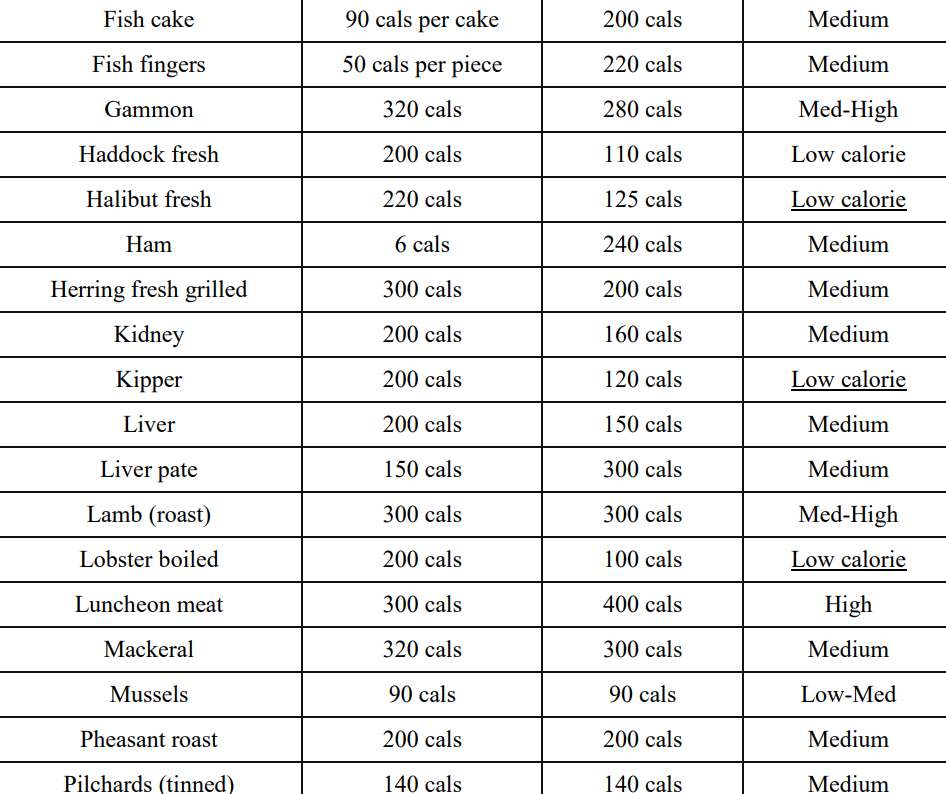 Fish cake 90 cals per cake 200 cals Medium
Fish fingers 50 cals per piece 220 cals Medium
Gammon 320 cals 280 cals Med-High
Haddock fresh 200 cals 110 cals Low calorie
Halibut fresh 220 cals 125 cals Low calorie
Ham 6 cals 240 cals Medium
Herring fresh grilled 300 cals 200 cals Medium
Kidney 200 cals 160 cals Medium
Kipper 200 cals 120 cals Low calorie
Liver 200 cals 150 cals Medium
Liver pate 150 cals 300 cals Medium
Lamb (roast) 300 cals 300 cals Med-High
Lobster boiled 200 cals 100 cals Low calorie
Luncheon meat 300 cals 400 cals High
Mackeral 320 cals 300 cals Medium
Mussels 90 cals 90 cals Low-Med
Pheasant roast 200 cals 200 cals Medium
Pilchards (tinned) 140 cals 140 cals Medium